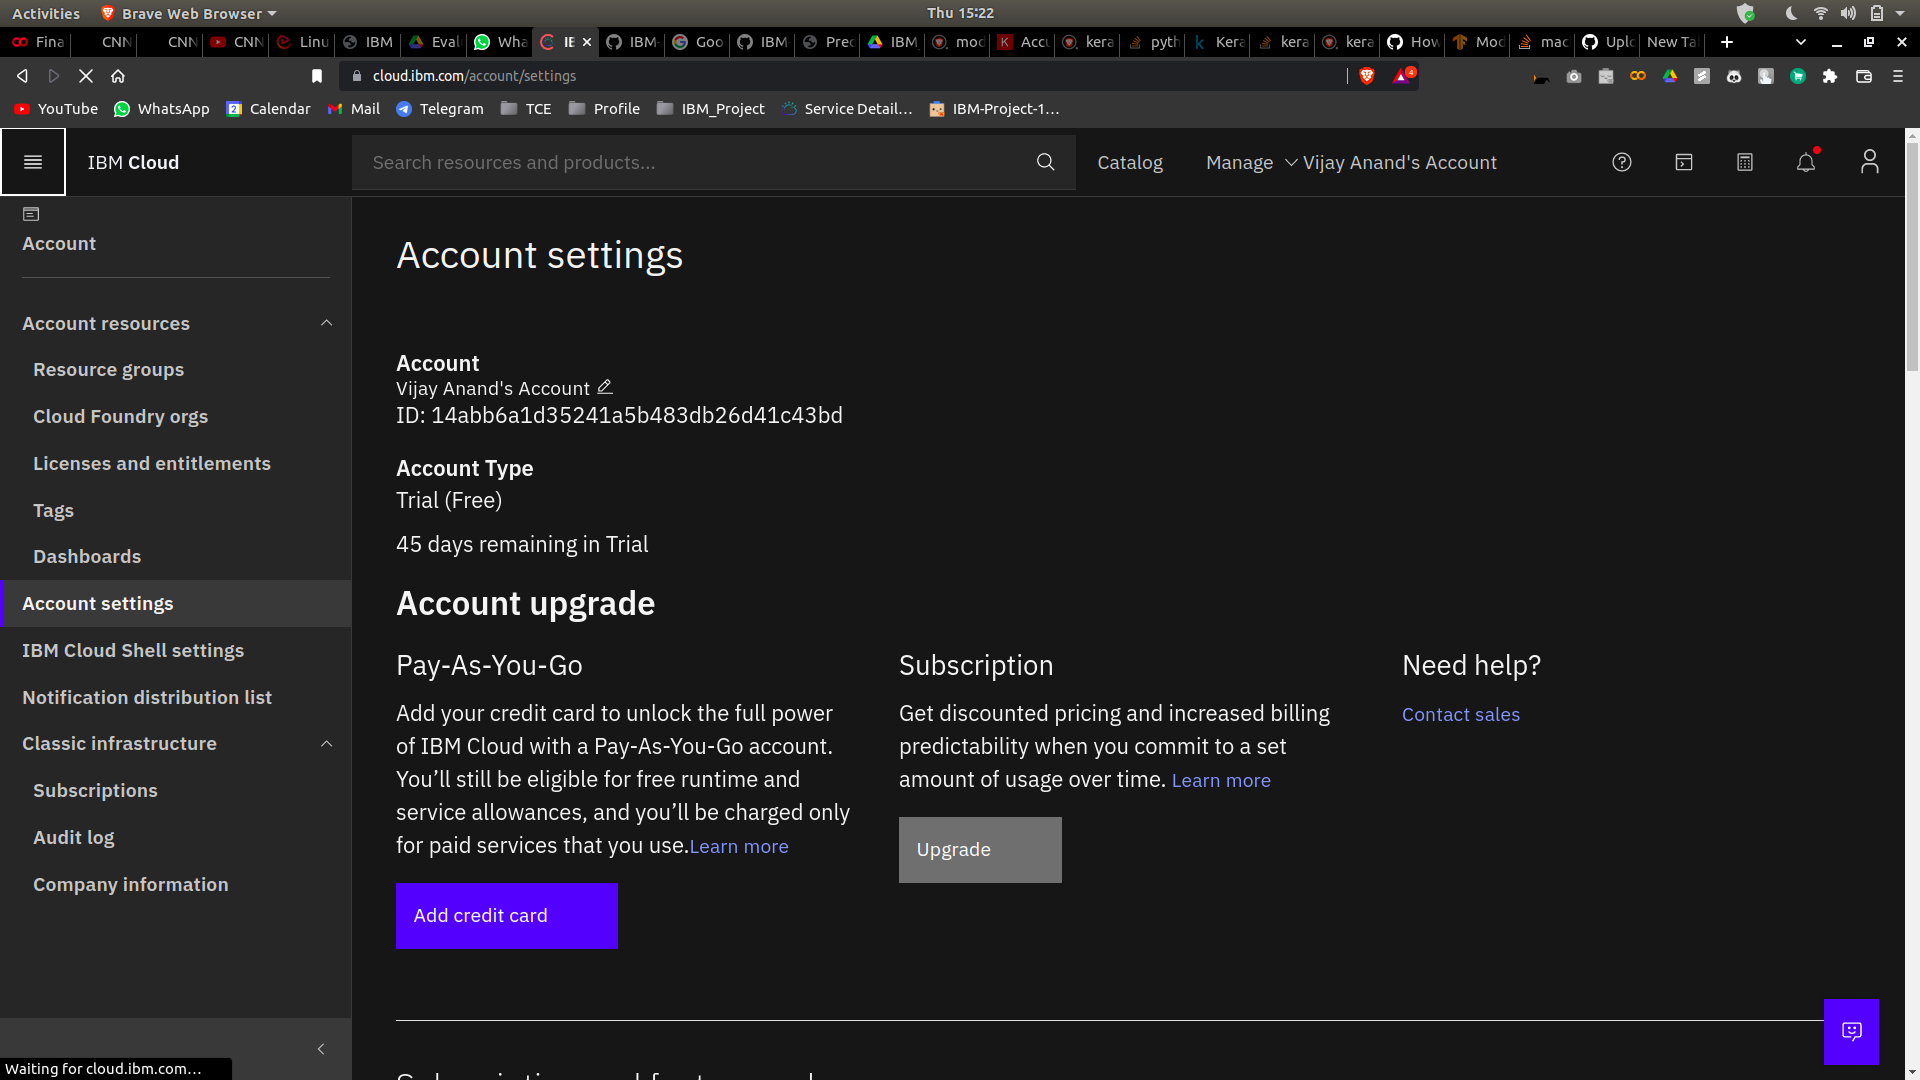 Activities Brave Web Browser Thu 15:22
Fina CNN CNN CNN Linu IBM Eval Wha IE IBM- Goo IBM- Prec IBM_ mod Accu kera pyth Kera kera kera How Mod mac Uplo New Ta
cloud.ibm.com/account/settings 4
YouTube WhatsApp Calendar Mail Telegram TCE Profile IBM_Project Service Detail... IBM-Project-1...
IBM Cloud Search resources and products... Catalog Manage Vijay Anand's Account
Account
Account resources
Resource groups
Cloud Foundry orgs
Licenses and entitlements
Tags
Dashboards
Account settings
IBM Cloud Shell settings
Notification distribution list
Classic infrastructure
Subscriptions
Audit log
Company information
Account settings
Account
Vijay Anand's Account
ID: 14abb6a1d35241a5b483db26d41c43bd
Account Type
Trial (Free)
45 days remaining in Trial
Account upgrade
Pay-As-You-Go
Add your credit card to unlock the full power
of IBM Cloud with a Pay-As-You-Go account.
You’ll still be eligible for free runtime and
service allowances, and you’ll be charged only
for paid services that you use.Learn more
Add credit card
Subscription
Get discounted pricing and increased billing
predictability when you commit to a set
amount of usage over time. Learn more
Upgrade
Need help?
Contact sales
Waiting for cloud.ibm.com...